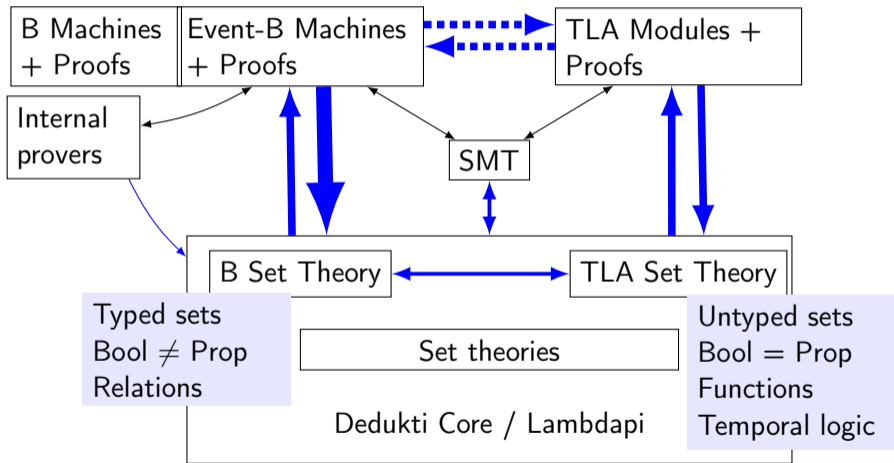 B Machines
+ Proofs
Event-B Machines
+ Proofs
TLA Modules +
Proofs
Internal
provers
SMT
B Set Theory
TLA Set Theory
Typed sets
Bool ≠ Prop
Relations
Untyped sets
Bool = Prop
Functions
Temporal logic
Set theories
Dedukti Core / Lambdapi